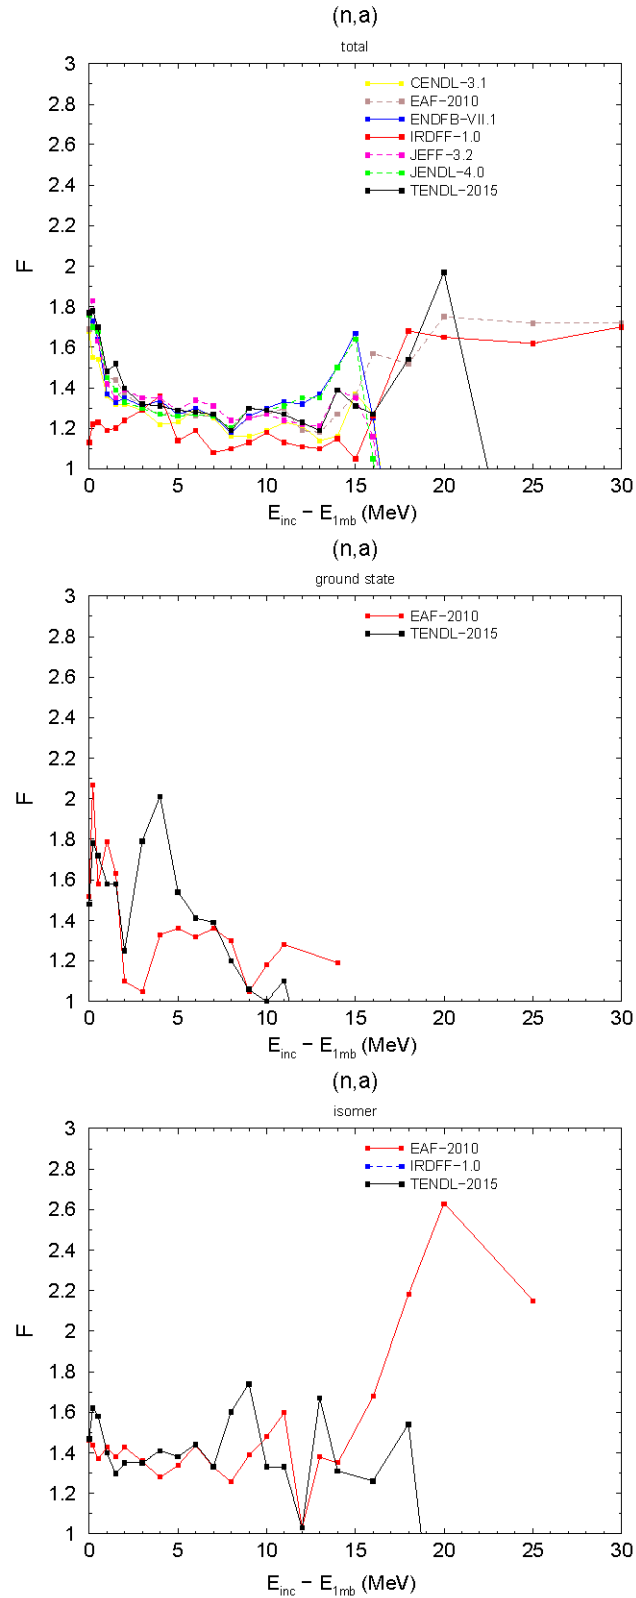 (n,a)
total
3
2.8
2.6
2.4
2.2
2
1.8
1.6
1.4
1.2
1
F
CENDL-3.1
EAF-2010
ENDFB-VII.1
IRDFF-1.0
JEFF-3.2
JENDL-4.0
TENDL-2015
0 5 10 15 20 25 30
E_inc - E_1mb (MeV)
(n,a)
ground state
3
2.8
2.6
2.4
2.2
2
1.8
1.6
1.4
1.2
1
F
EAF-2010
TENDL-2015
0 5 10 15 20 25 30
E_inc - E_1mb (MeV)
(n,a)
isomer
3
2.8
2.6
2.4
2.2
2
1.8
1.6
1.4
1.2
1
F
EAF-2010
IRDFF-1.0
TENDL-2015
0 5 10 15 20 25 30
E_inc - E_1mb (MeV)